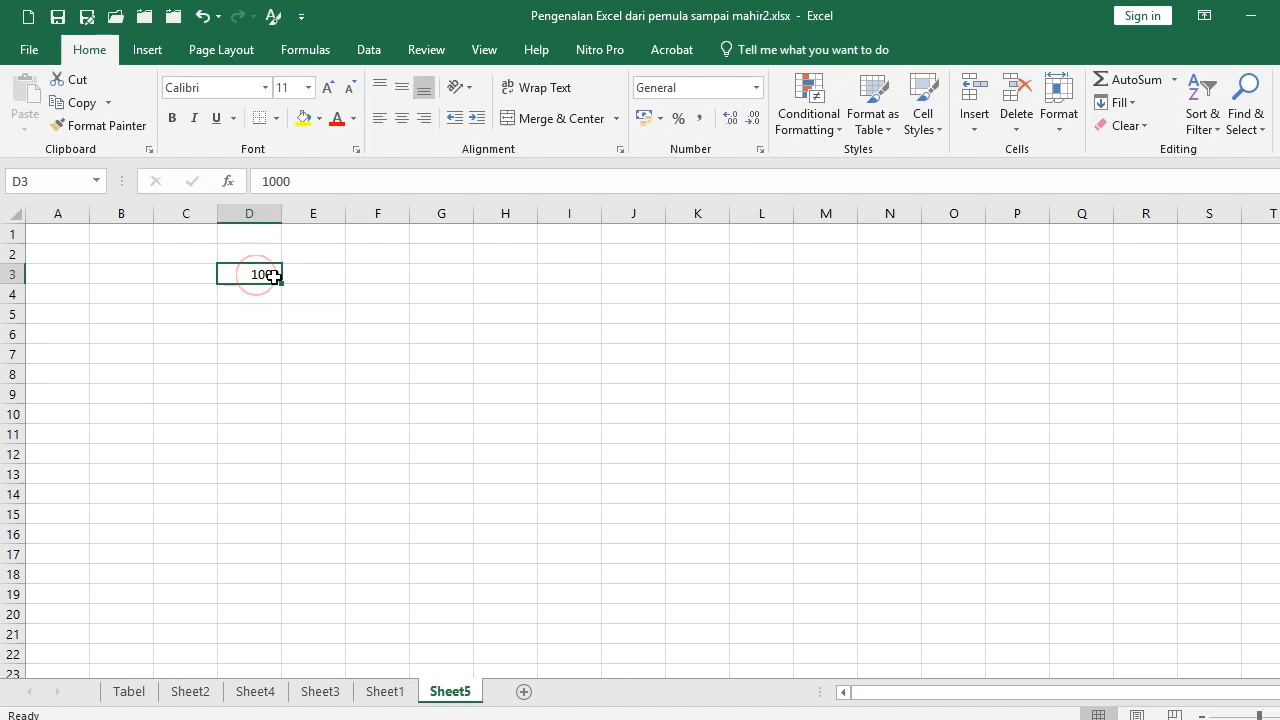 Pengenalan Excel dari pemula sampai mahir2.xlsx - Excel
Sign in
File Home Insert Page Layout Formulas Data Review View Help Nitro Pro Acrobat Tell me what you want to do
Paste
Cut
Copy
Format Painter
Clipboard
Calibri 11
B I U
Font
Wrap Text
Merge & Center
Alignment
General
%
Number
Conditional Formatting
Format as Table
Cell Styles
Styles
Insert Delete Format
Cells
AutoSum
Fill
Clear
Sort & Filter
Find & Select
Editing
D3 fx 1000
A B C D E F G H I J K L M N O P Q R S T
1
2
3
4
5
6
7
8
9
10
11
12
13
14
15
16
17
18
19
20
21
22
23
Tabel Sheet2 Sheet4 Sheet3 Sheet1 Sheet5
Ready